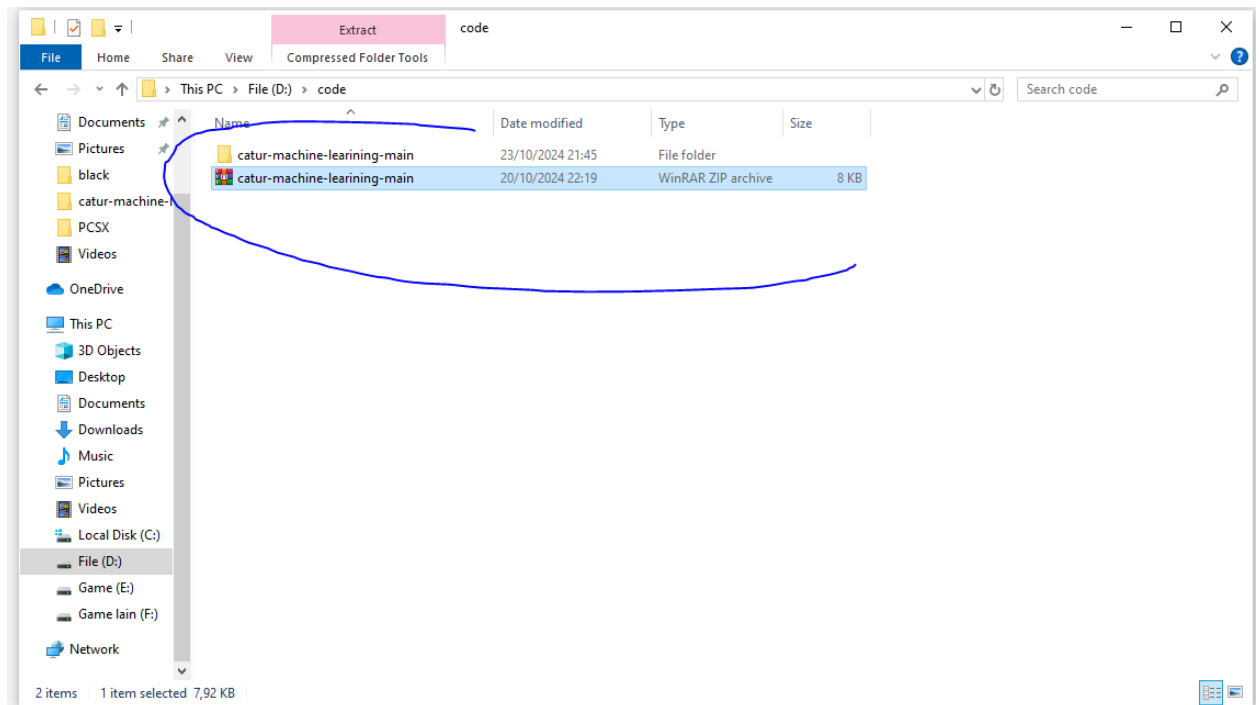 Extract code
File Home Share View Compressed Folder Tools
This PC > File (D:) > code Search code
Name Date modified Type Size
catur-machine-learining-main 23/10/2024 21:45 File folder
catur-machine-learining-main 20/10/2024 22:19 WinRAR ZIP archive 8 KB
Documents
Pictures
black
catur-machine-l
PCSX
Videos
OneDrive
This PC
3D Objects
Desktop
Documents
Downloads
Music
Pictures
Videos
Local Disk (C:)
File (D:)
Game (E:)
Game lain (F:)
Network
2 items 1 item selected 7,92 KB